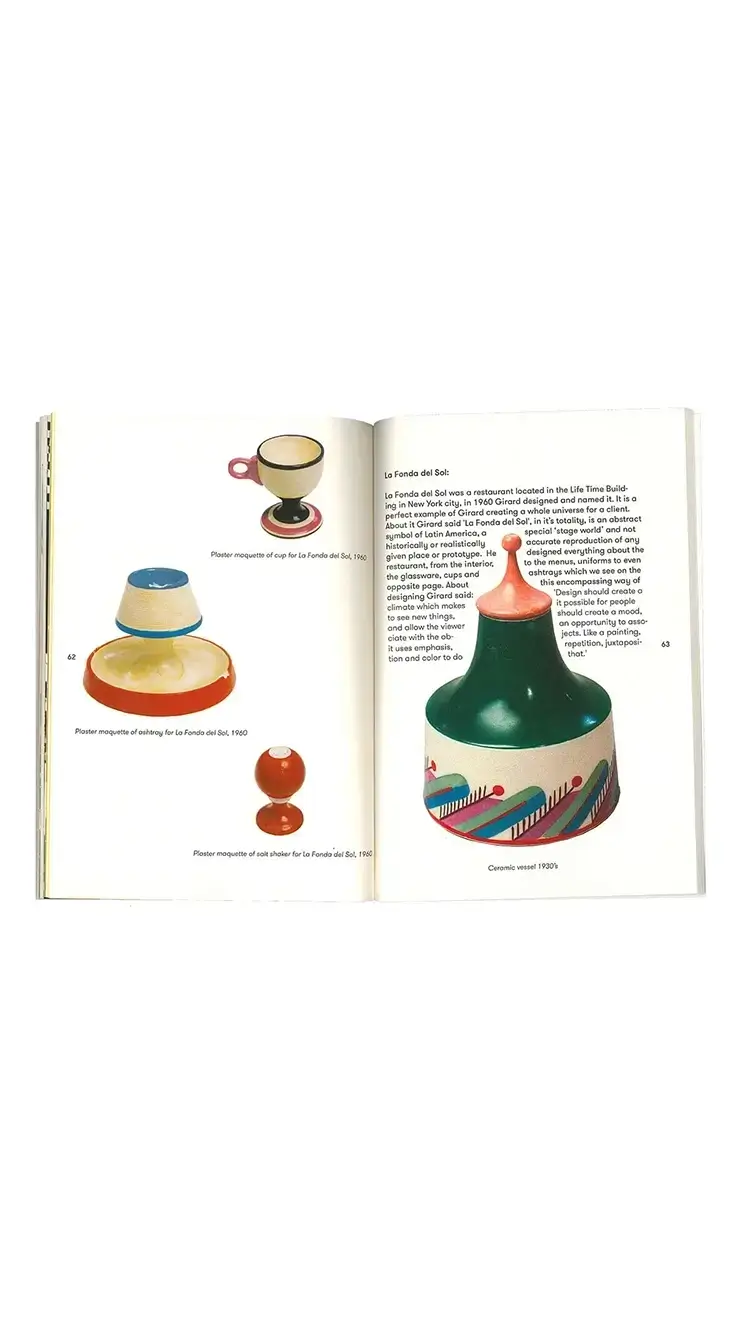 Plaster maquette of cup for La Fonda del Sol, 1960
62
Plaster maquette of ashtray for La Fonda del Sol, 1960
Plaster maquette of salt shaker for La Fonda del Sol, 1960
La Fonda del Sol:
La Fonda del Sol was a restaurant located in the Life Time Build-
ing in New York city, in 1960 Girard designed and named it. It is a
perfect example of Girard creating a whole universe for a client.
About it Girard said 'La Fonda del Sol', in it's totality, is an abstract
symbol of Latin America, a special 'stage world' and not
historically or realistically accurate reproduction of any
given place or prototype. He designed everything about the
restaurant, from the interior, to the menus, uniforms to even
the glassware, cups and ashtrays which we see on the
opposite page. About this encompassing way of
designing Girard said: 'Design should create a
climate which makes it possible for people
to see new things, should create a mood,
and allow the viewer an opportunity to asso-
ciate with the ob- jects. Like a painting,
it uses emphasis, repetition, juxtaposi-
tion and color to do that.'
63
Ceramic vessel 1930's